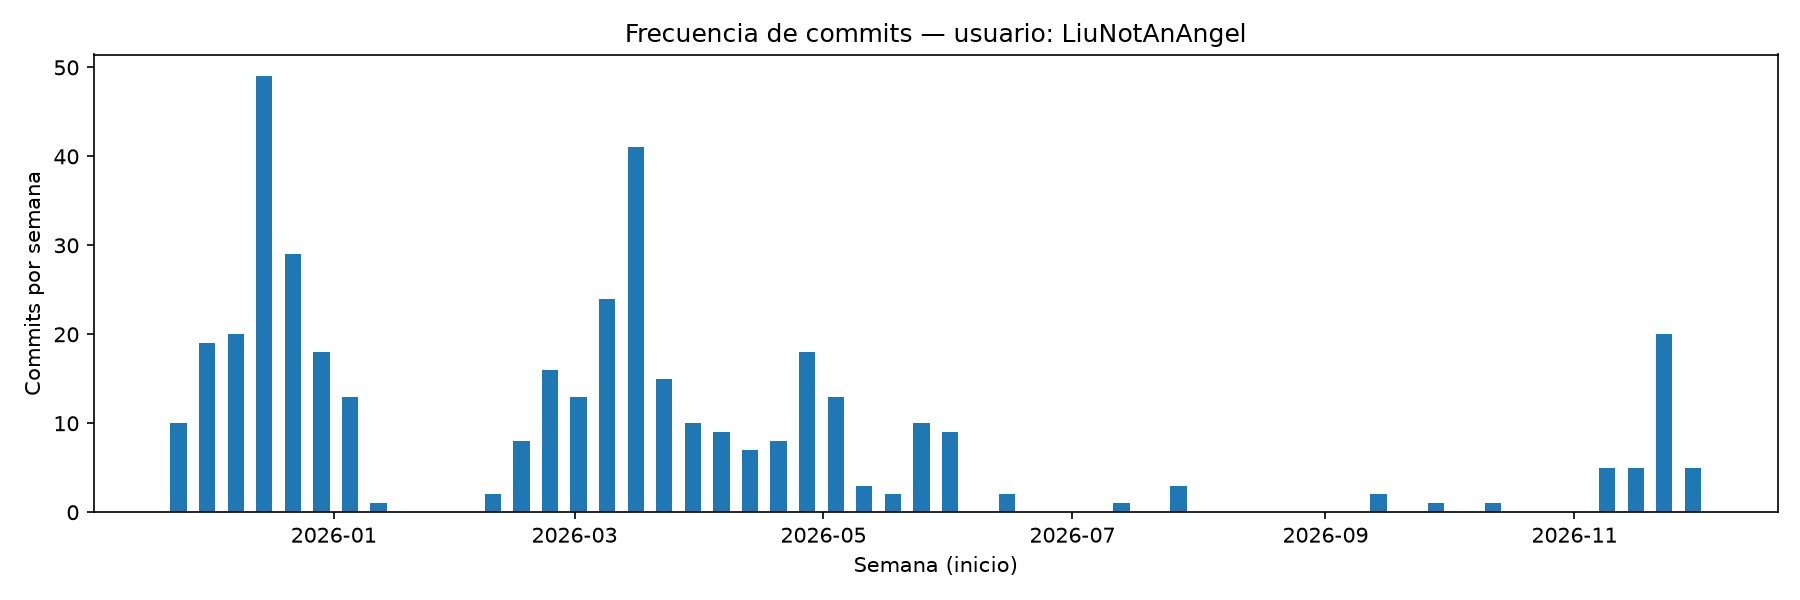 Frecuencia de commits — usuario: LiuNotAnAngel
Commits por semana
50
40
30
20
10
0
2026-01 2026-03 2026-05 2026-07 2026-09 2026-11
Semana (inicio)